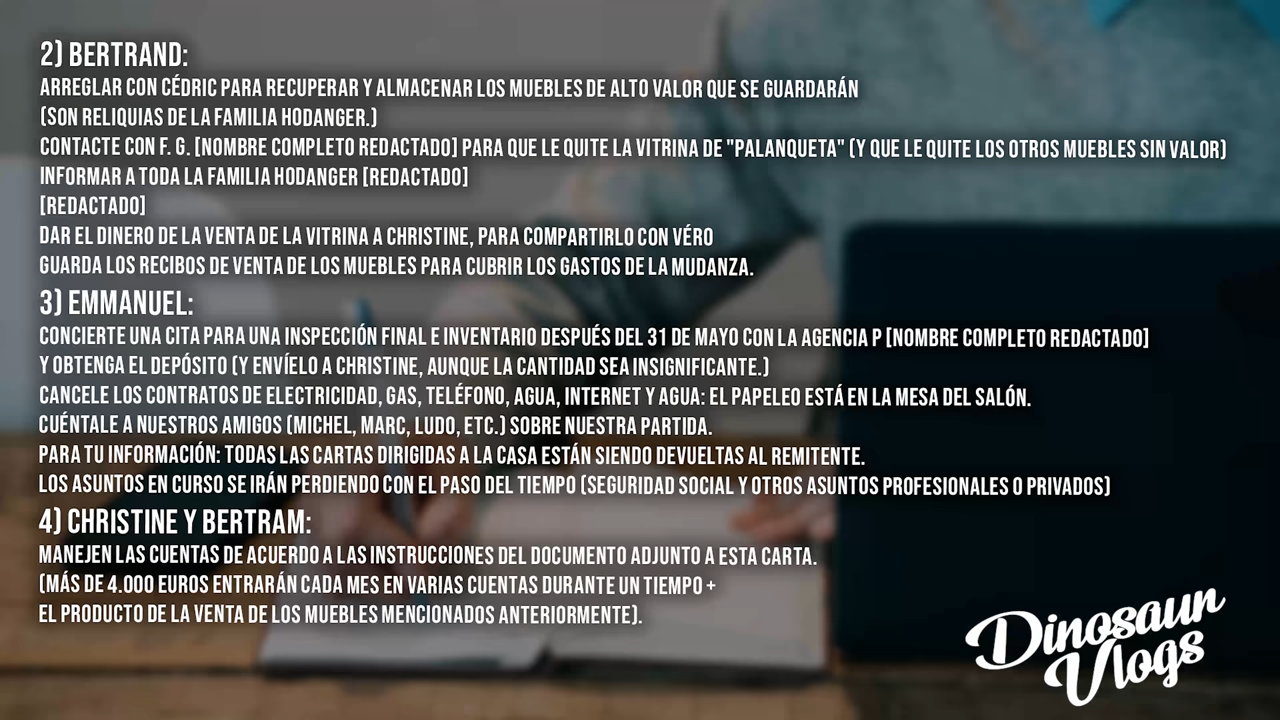 2) BERTRAND:
ARREGLAR CON CÉDRIC PARA RECUPERAR Y ALMACENAR LOS MUEBLES DE ALTO VALOR QUE SE GUARDARÁN
(SON RELIQUIAS DE LA FAMILIA HODANGER.)
CONTACTE CON F. G. [NOMBRE COMPLETO REDACTADO] PARA QUE LE QUITE LA VITRINA DE "PALANQUETA" (Y QUE LE QUITE LOS OTROS MUEBLES SIN VALOR)
INFORMAR A TODA LA FAMILIA HODANGER [REDACTADO]
[REDACTADO]
DAR EL DINERO DE LA VENTA DE LA VITRINA A CHRISTINE, PARA COMPARTIRLO CON VÉRO
GUARDA LOS RECIBOS DE VENTA DE LOS MUEBLES PARA CUBRIR LOS GASTOS DE LA MUDANZA.
3) EMMANUEL:
CONCIERTE UNA CITA PARA UNA INSPECCIÓN FINAL E INVENTARIO DESPUÉS DEL 31 DE MAYO CON LA AGENCIA P [NOMBRE COMPLETO REDACTADO]
Y OBTENGA EL DEPÓSITO (Y ENVÍELO A CHRISTINE, AUNQUE LA CANTIDAD SEA INSIGNIFICANTE.)
CANCELE LOS CONTRATOS DE ELECTRICIDAD, GAS, TELÉFONO, AGUA, INTERNET Y AGUA: EL PAPELEO ESTÁ EN LA MESA DEL SALÓN.
CUÉNTALE A NUESTROS AMIGOS (MICHEL, MARC, LUDO, ETC.) SOBRE NUESTRA PARTIDA.
PARA TU INFORMACIÓN: TODAS LAS CARTAS DIRIGIDAS A LA CASA ESTÁN SIENDO DEVUELTAS AL REMITENTE.
LOS ASUNTOS EN CURSO SE IRÁN PERDIENDO CON EL PASO DEL TIEMPO (SEGURIDAD SOCIAL Y OTROS ASUNTOS PROFESIONALES O PRIVADOS)
4) CHRISTINE Y BERTRAM:
MANEJEN LAS CUENTAS DE ACUERDO A LAS INSTRUCCIONES DEL DOCUMENTO ADJUNTO A ESTA CARTA.
(MÁS DE 4.000 EUROS ENTRARÁN CADA MES EN VARIAS CUENTAS DURANTE UN TIEMPO +
EL PRODUCTO DE LA VENTA DE LOS MUEBLES MENCIONADOS ANTERIORMENTE).
Dinosaur
Vlogs